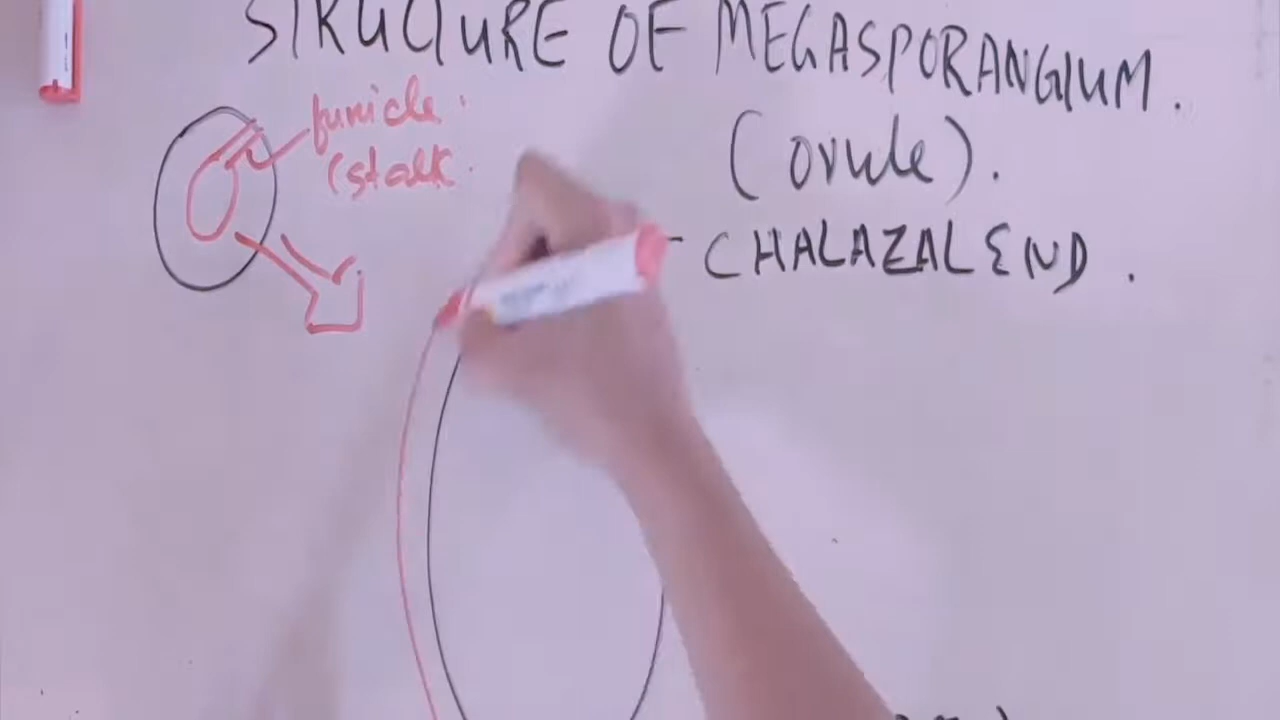 STRUCTURE OF MEGASPORANGIUM.
(ovule).
funicle.
(stalk.
CHALAZAL END.